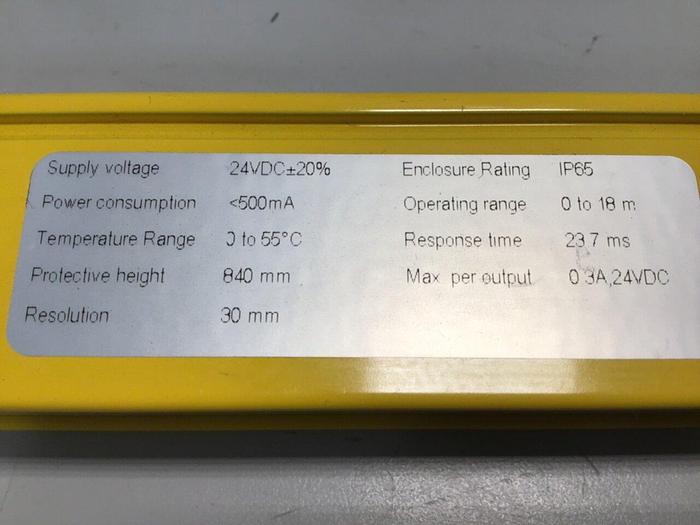 Supply voltage 24VDC±20%
Power consumption <500mA
Temperature Range 0 to 55°C
Protective height 840 mm
Resolution 30 mm
Enclosure Rating IP65
Operating range 0 to 18 m
Response time 23.7 ms
Max per output 0.3A,24VDC